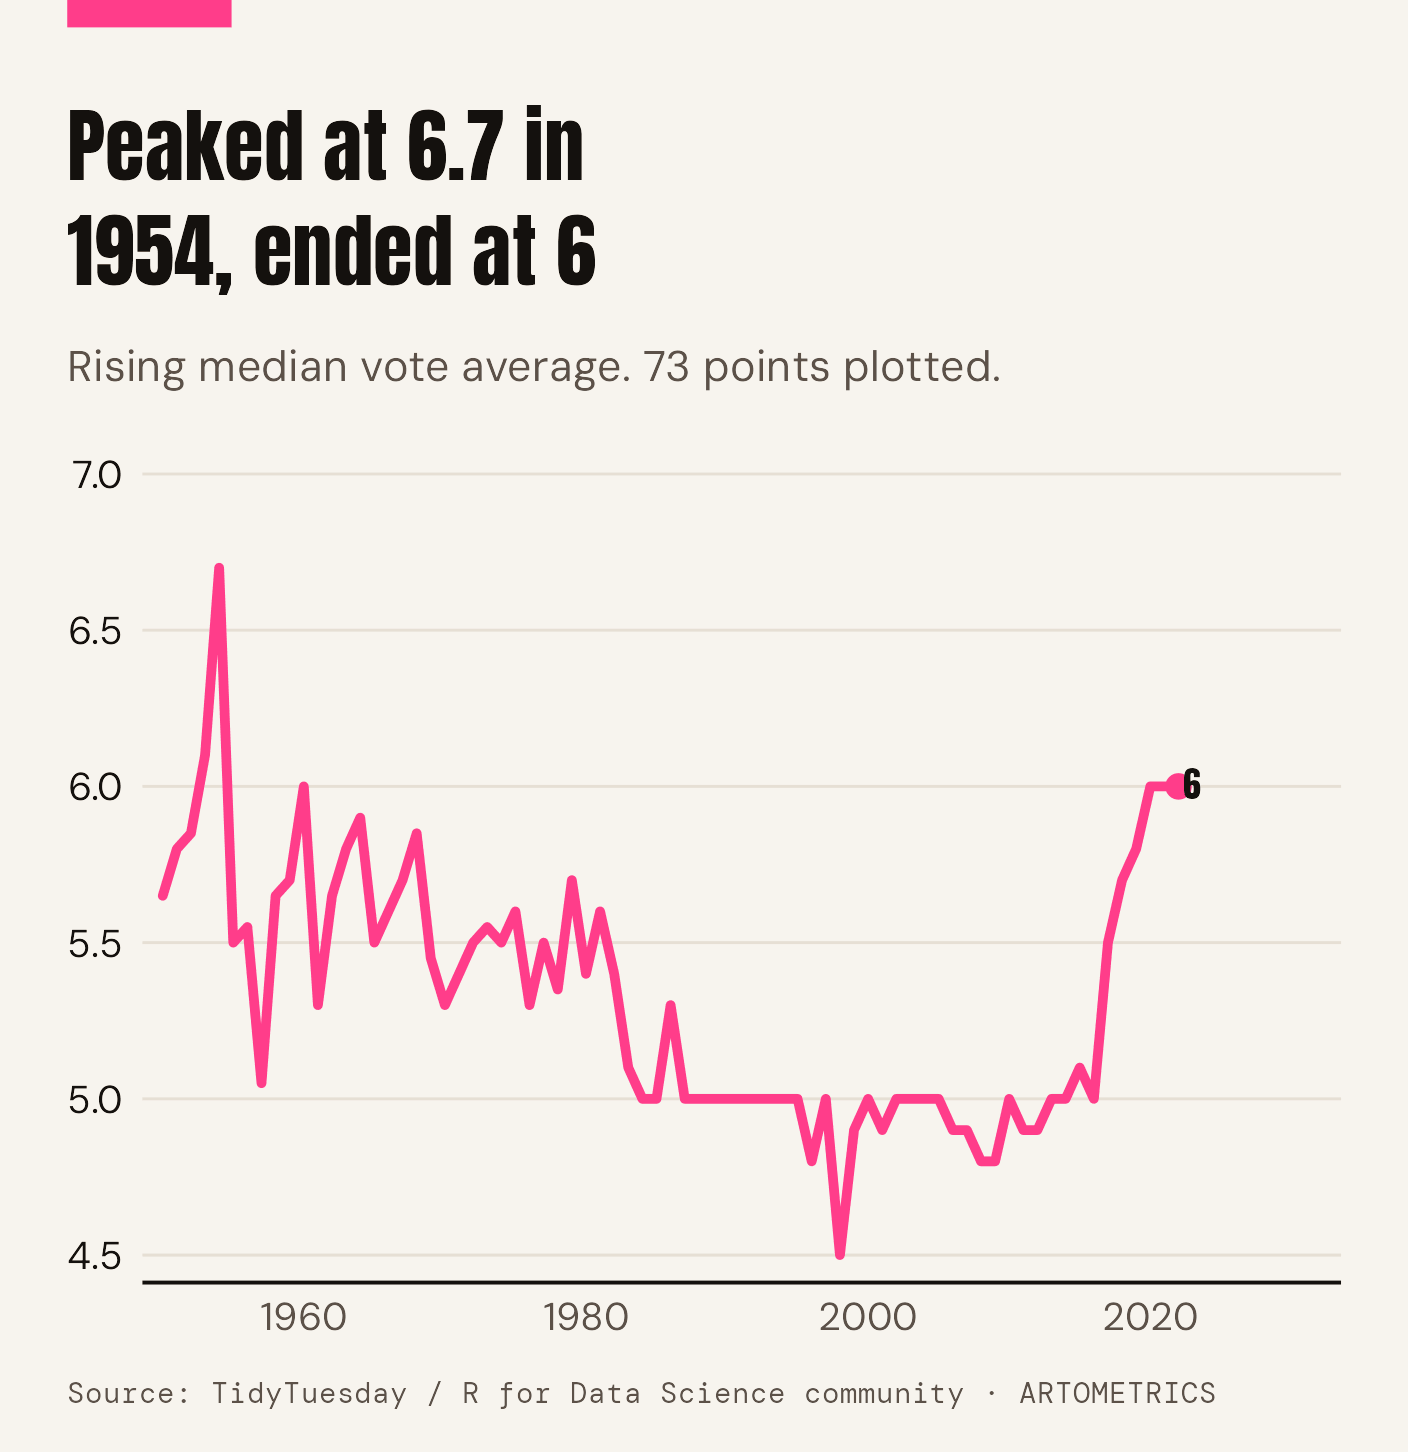 Peaked at 6.7 in
1954, ended at 6
Rising median vote average. 73 points plotted.
7.0
6.5
6.0
6
5.5
5.0
4.5
1960 1980 2000 2020
Source: TidyTuesday / R for Data Science community · ARTOMETRICS